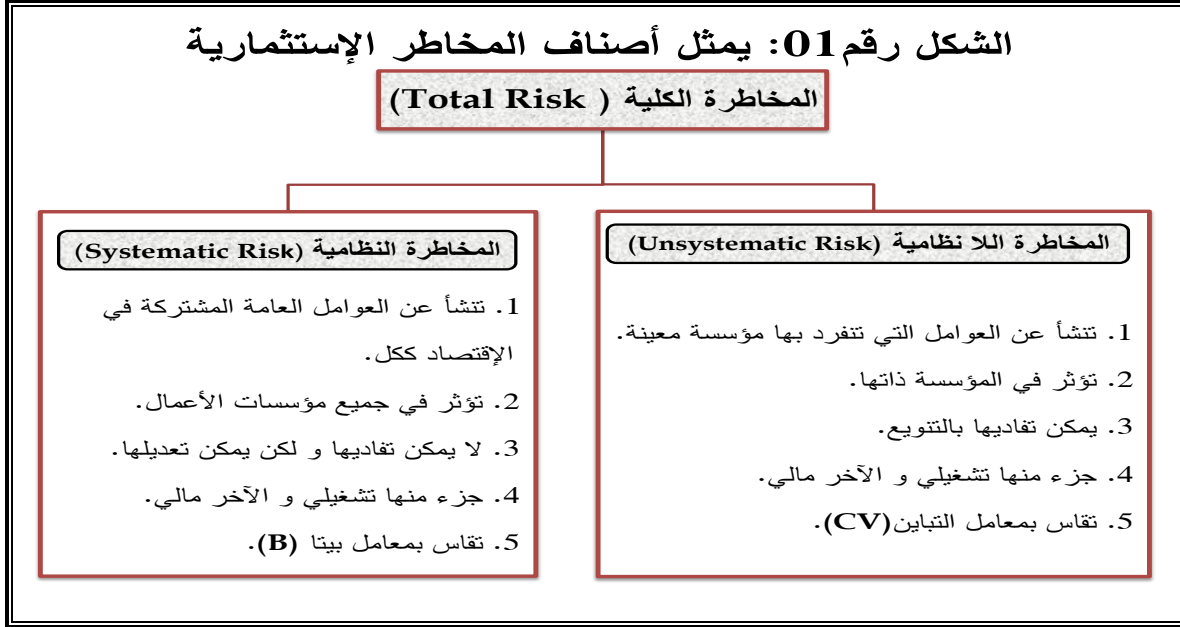 الشكل رقم01: يمثل أصناف المخاطر الإستثمارية
المخاطرة الكلية ( Total Risk)
المخاطرة اللا نظامية (Unsystematic Risk)
1. تنشأ عن العوامل التي تنفرد بها مؤسسة معينة.
2. تؤثر في المؤسسة ذاتها.
3. يمكن تفاديها بالتنويع.
4. جزء منها تشغيلي و الآخر مالي.
5. تقاس بمعامل التباين(CV).
المخاطرة النظامية (Systematic Risk)
1. تنشأ عن العوامل العامة المشتركة في
الإقتصاد ككل.
2. تؤثر في جميع مؤسسات الأعمال.
3. لا يمكن تفاديها و لكن يمكن تعديلها.
4. جزء منها تشغيلي و الآخر مالي.
5. تقاس بمعامل بيتا (B).